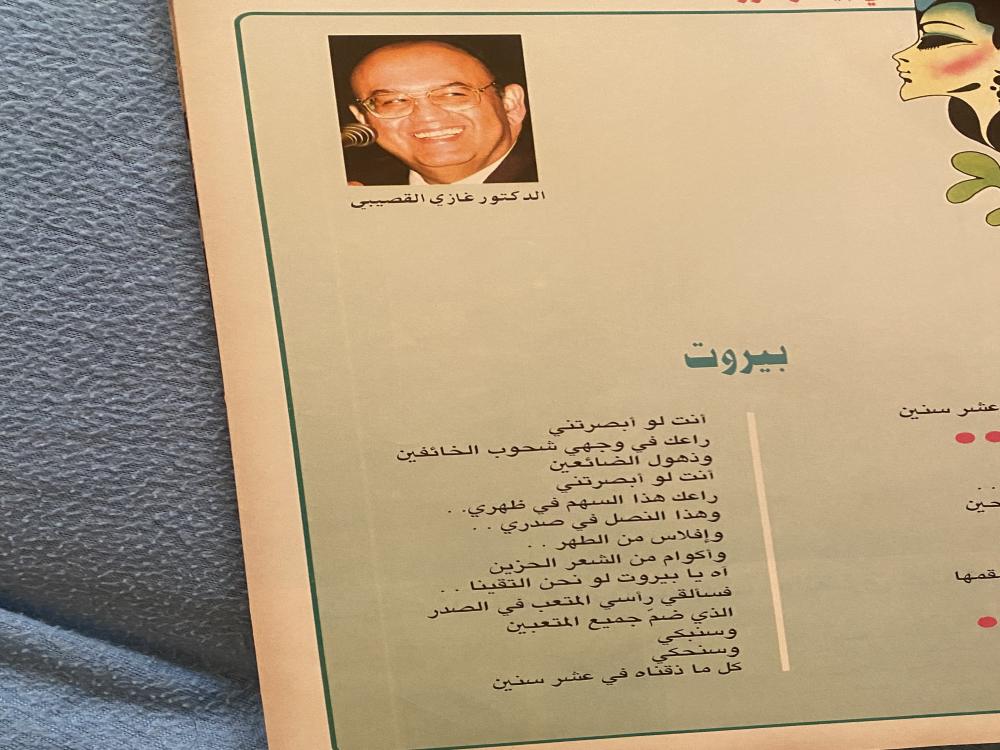 الدكتور غازي القصيبي
بيروت
عشر سنين
. .
أنت لو أبصرتني
راعك في وجهي شحوب الخائفين
وذهول الضائعين
أنت لو أبصرتني
راعك هذا السهم في ظهري. .
وهذا النصل في صدري . .
وإفلاس من الطهر . .
وأكوام من الشعر الحزين
آه يا بيروت لو نحن التقينا . .
فسألقي رأسي المتعب في الصدر
الذي ضمّ جميع المتعبين
وسنبكي
وسنحكي
كل ما ذقناه في عشر سنين